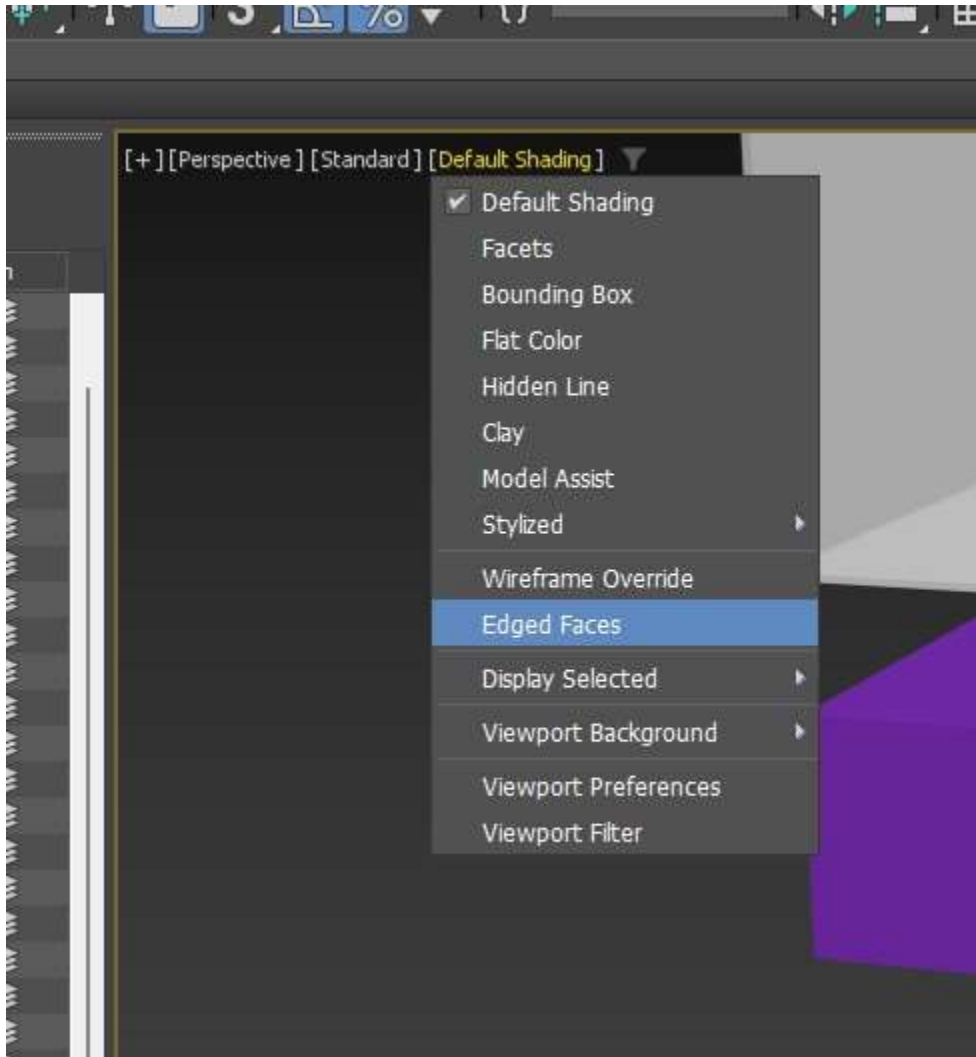 [+][Perspective][Standard][Default Shading]
Default Shading
Facets
Bounding Box
Flat Color
Hidden Line
Clay
Model Assist
Stylized
Wireframe Override
Edged Faces
Display Selected
Viewport Background
Viewport Preferences
Viewport Filter